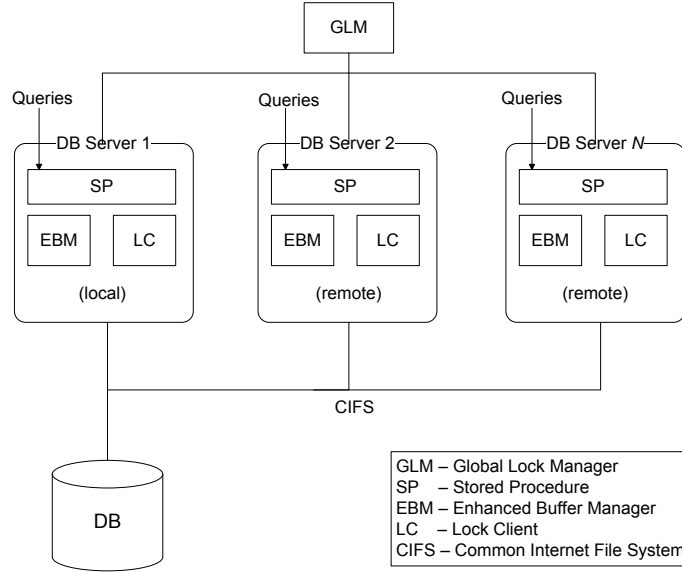 GLM
Queries
Queries
Queries
DB Server 1
DB Server 2
DB Server N
SP
SP
SP
EBM
LC
EBM
LC
EBM
LC
(local)
(remote)
(remote)
CIFS
DB
GLM – Global Lock Manager
SP – Stored Procedure
EBM – Enhanced Buffer Manager
LC – Lock Client
CIFS – Common Internet File System